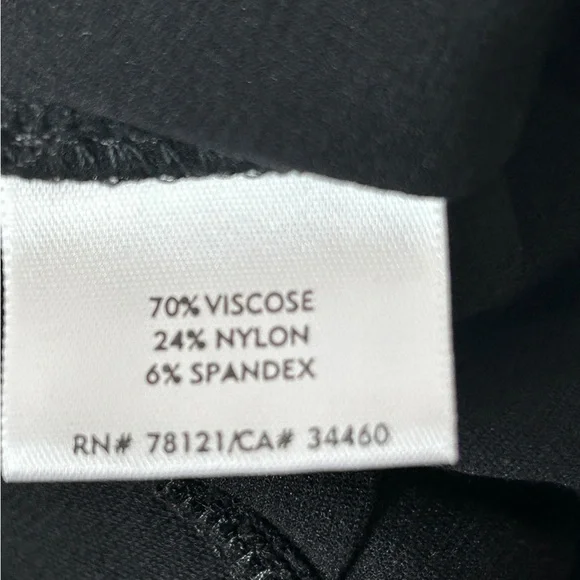 70% VISCOSE
24% NYLON
6% SPANDEX
RN# 78121/CA# 34460